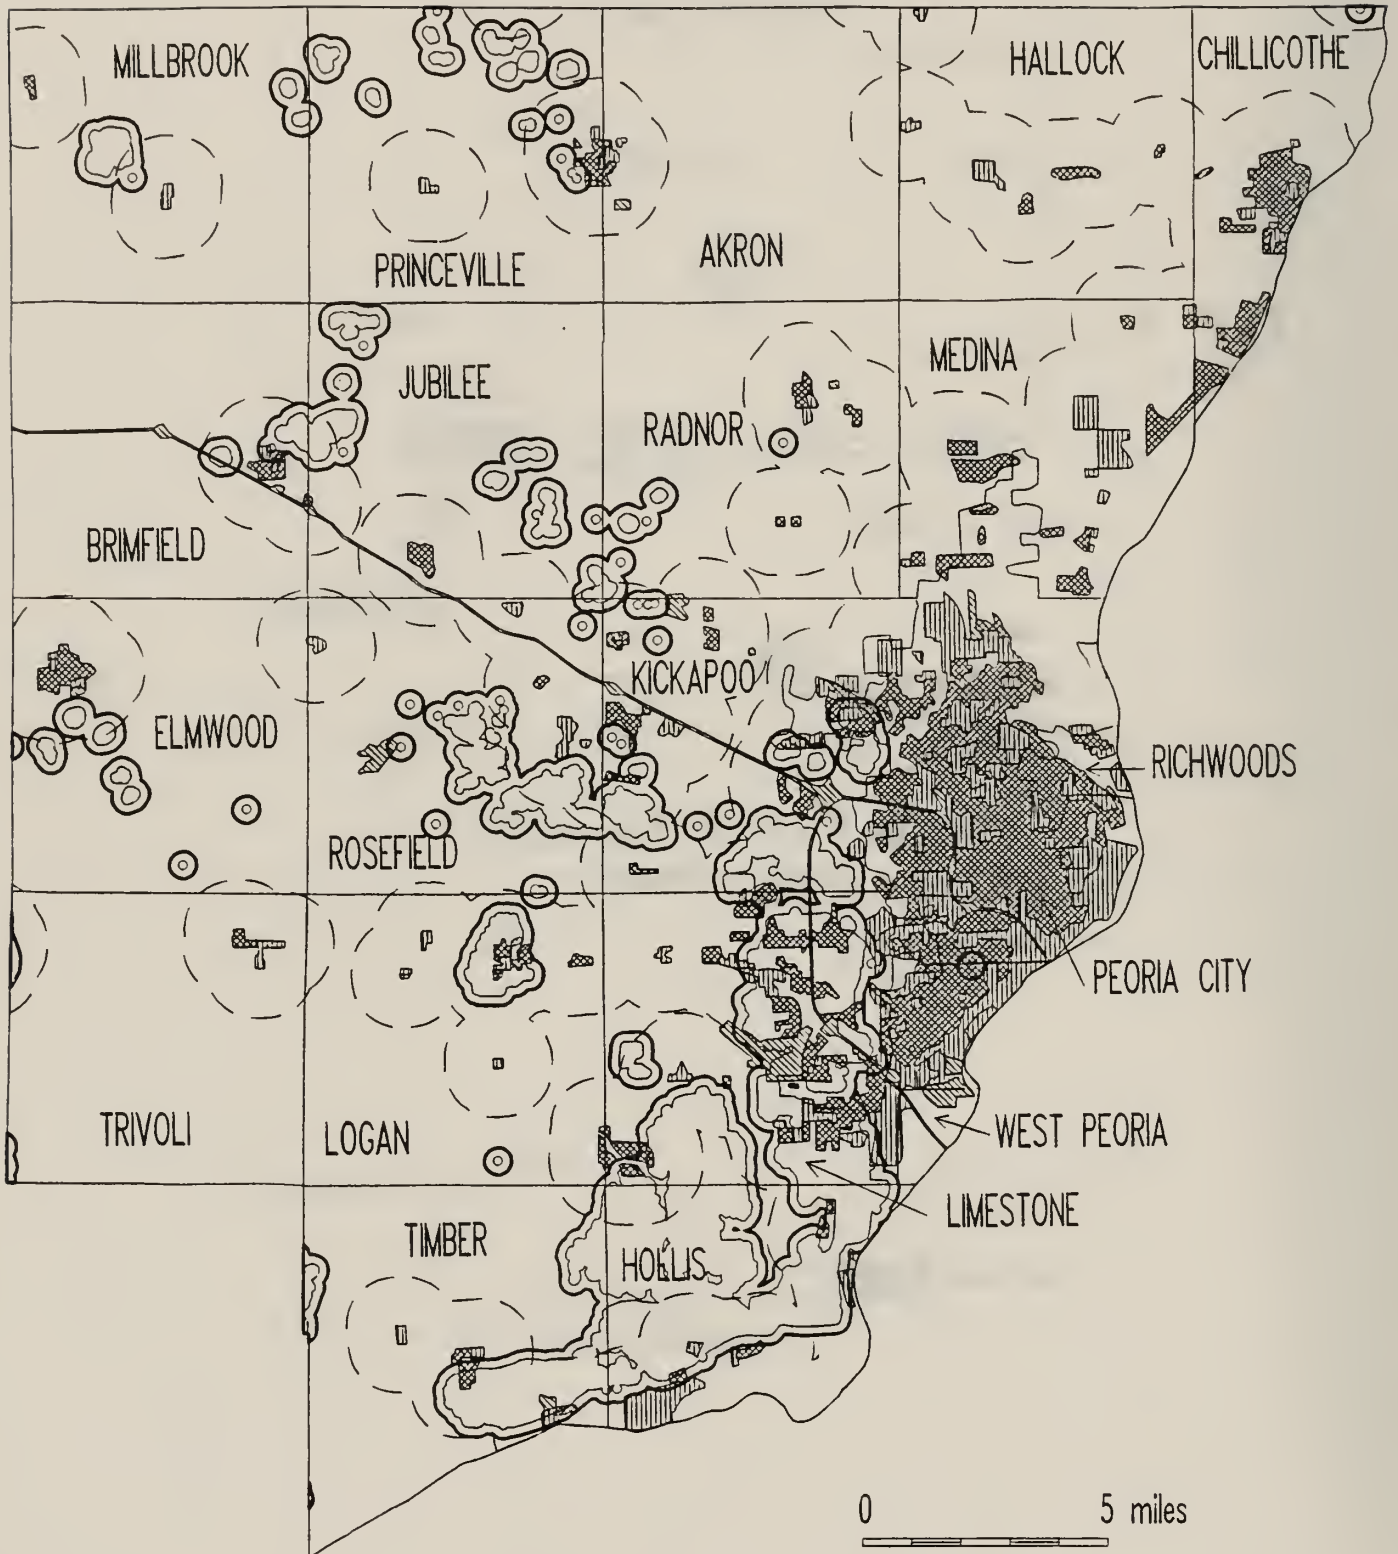 MILLBROOK
HALLOCK
CHILLICOTHE
PRINCEVILLE
AKRON
JUBILEE
MEDINA
RADNOR
BRIMFIELD
KICKAPOO
ELMWOOD
RICHWOODS
ROSEFIELD
PEORIA CITY
TRIVOLI
LOGAN
WEST PEORIA
LIMESTONE
TIMBER
HOLLIS
0 5 miles